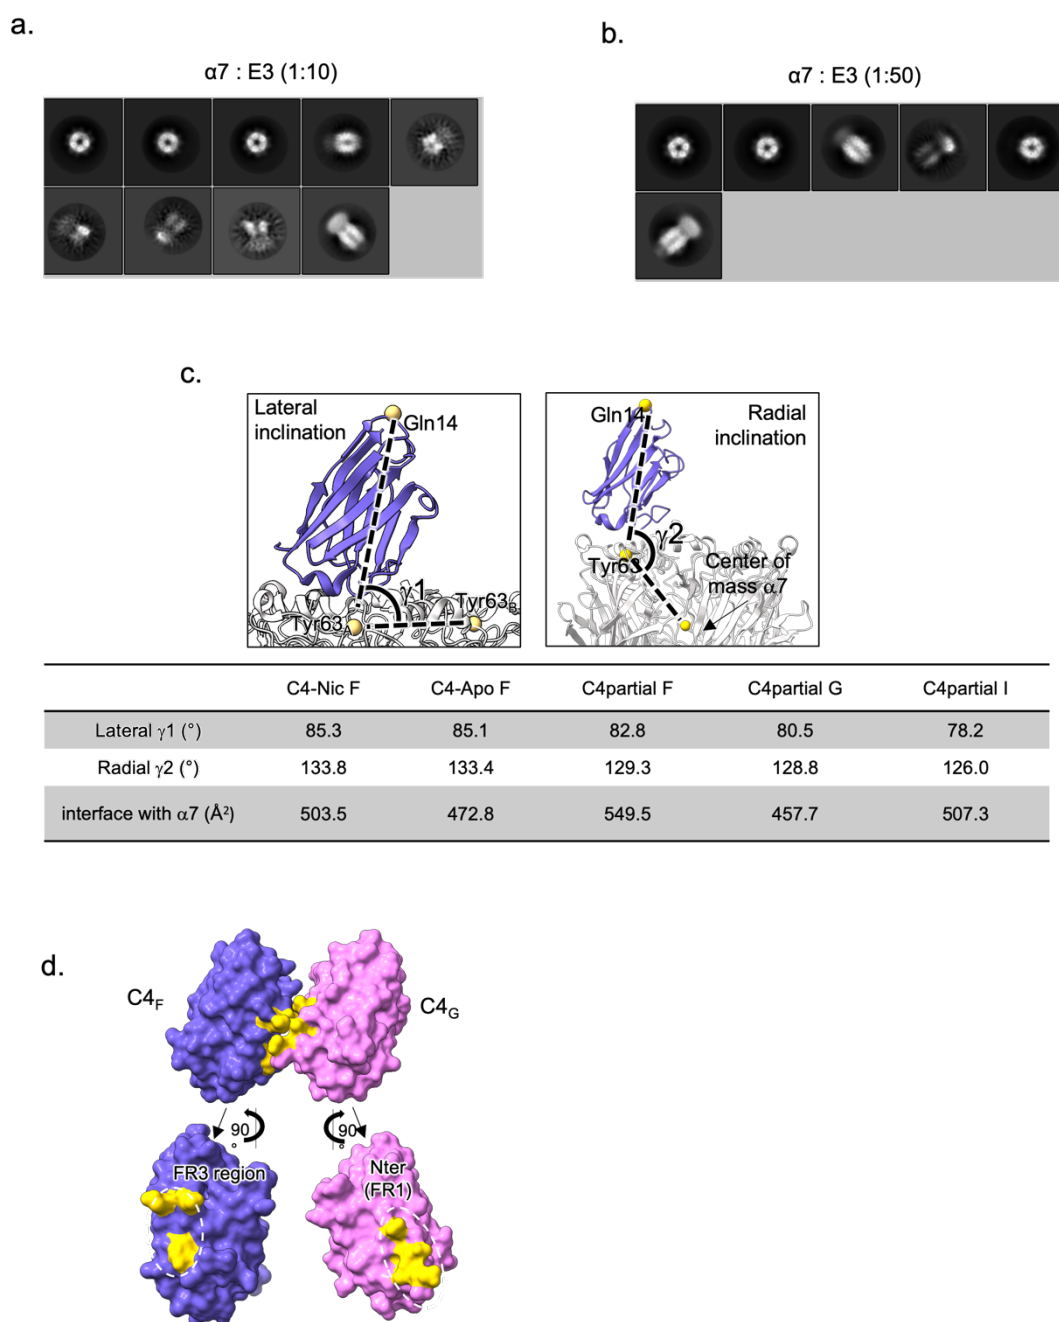 a.
α7 : E3 (1:10)
b.
α7 : E3 (1:50)
c.
Lateral
inclination
Gln14
γ1
Tyr63A
Tyr63B
Gln14
Radial
inclination
γ2
Tyr63
Center of
mass α7
C4-Nic F C4-Apo F C4partial F C4partial G C4partial I
Lateral γ1 (°) 85.3 85.1 82.8 80.5 78.2
Radial γ2 (°) 133.8 133.4 129.3 128.8 126.0
interface with α7 (Å²) 503.5 472.8 549.5 457.7 507.3
d.
C4F
C4G
90
°
90
°
FR3 region
Nter
(FR1)